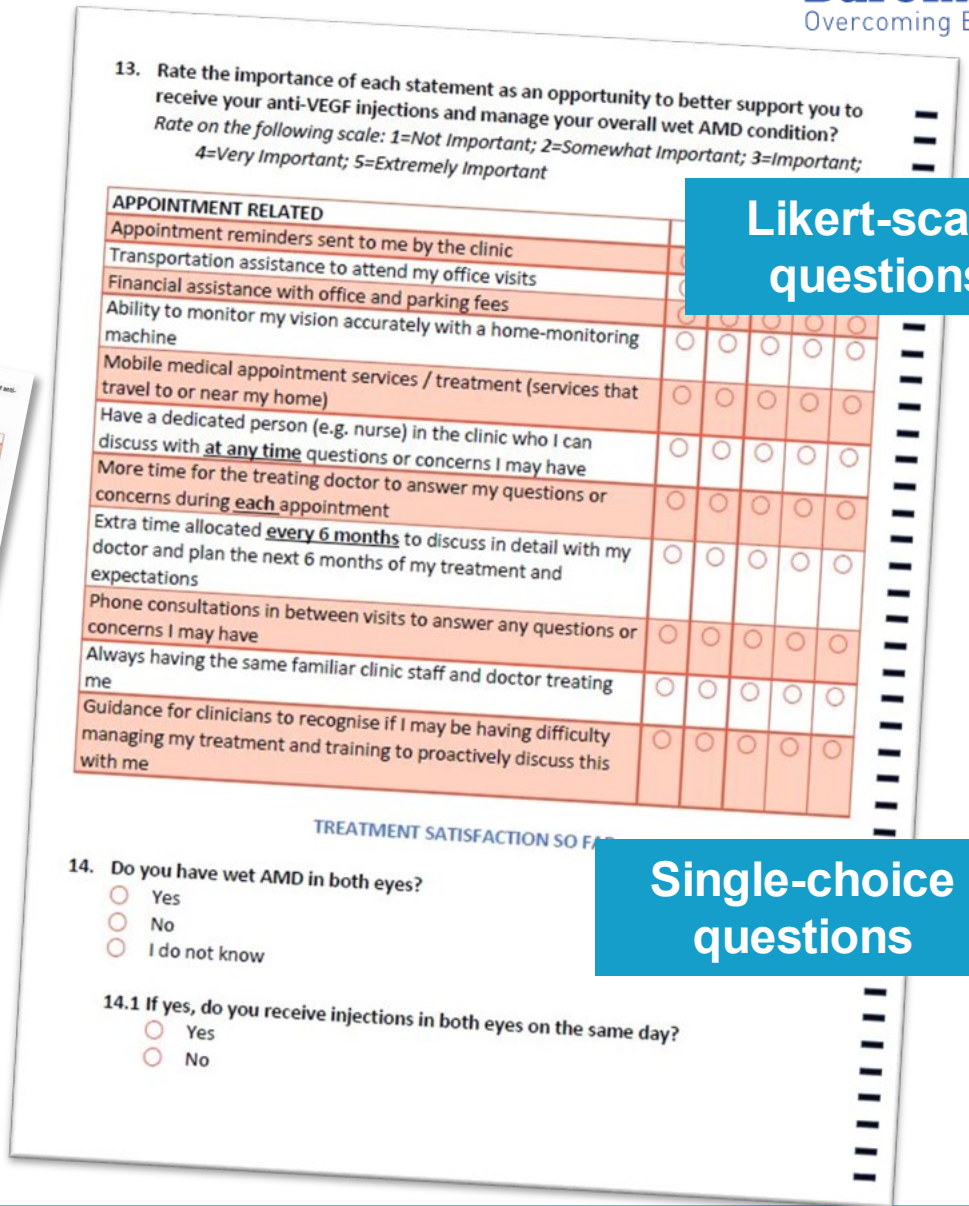 Overcoming
13. Rate the importance of each statement as an opportunity to better support you to
receive your anti-VEGF injections and manage your overall wet AMD condition?
Rate on the following scale: 1=Not Important; 2=Somewhat Important; 3=Important;
4=Very Important; 5=Extremely Important
Likert-sca
questions
APPOINTMENT RELATED
Appointment reminders sent to me by the clinic
Transportation assistance to attend my office visits
Financial assistance with office and parking fees
Ability to monitor my vision accurately with a home-monitoring
machine
Mobile medical appointment services / treatment (services that
travel to or near my home)
Have a dedicated person (e.g. nurse) in the clinic who I can
discuss with at any time questions or concerns I may have
More time for the treating doctor to answer my questions or
concerns during each appointment
Extra time allocated every 6 months to discuss in detail with my
doctor and plan the next 6 months of my treatment and
expectations
Phone consultations in between visits to answer any questions or
concerns I may have
Always having the same familiar clinic staff and doctor treating
me
Guidance for clinicians to recognise if I may be having difficulty
managing my treatment and training to proactively discuss this
with me
TREATMENT SATISFACTION SO
Single-choice
questions
14. Do you have wet AMD in both eyes?
Yes
No
I do not know
14.1 If yes, do you receive injections in both eyes on the same day?
Yes
No